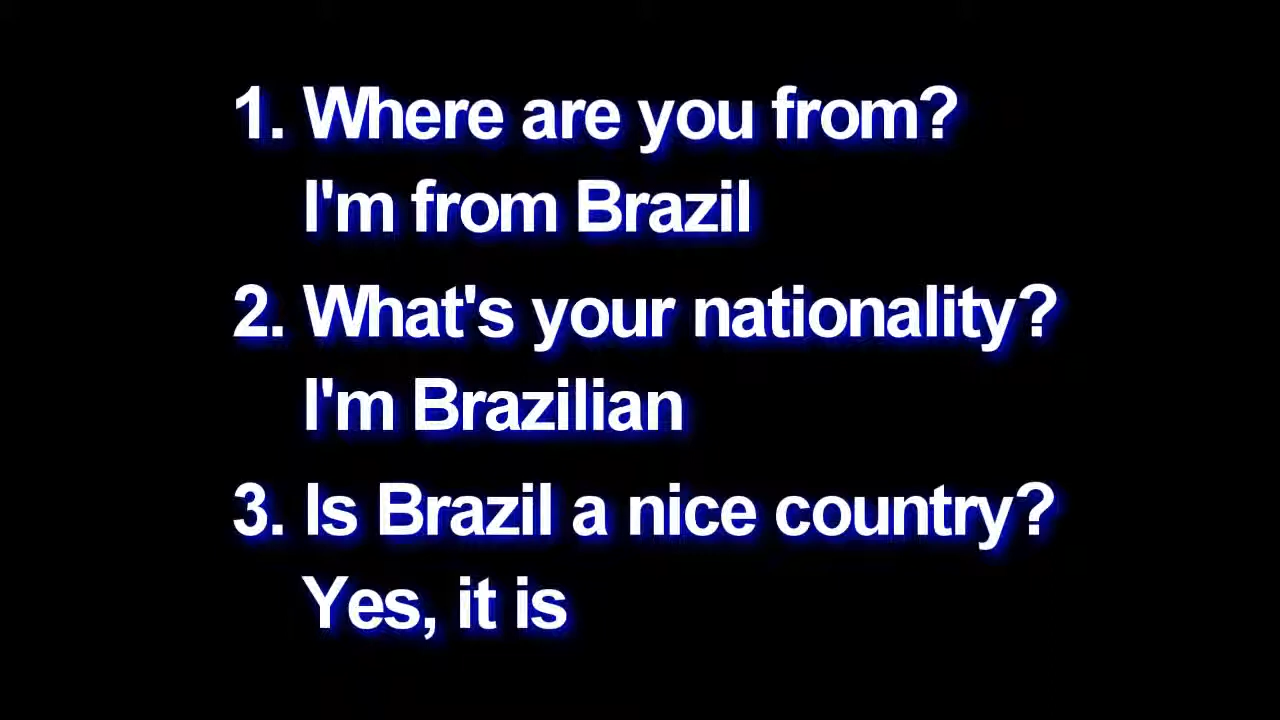 1. Where are you from?
I'm from Brazil
2. What's your nationality?
I'm Brazilian
3. Is Brazil a nice country?
Yes, it is